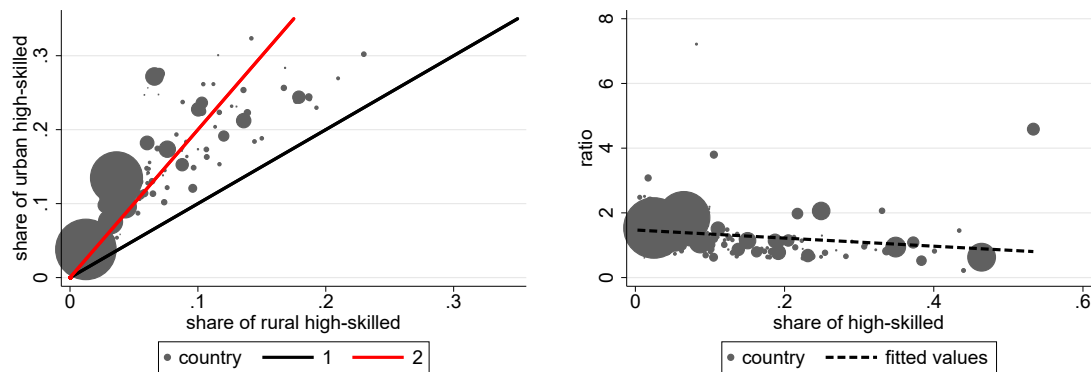 share of urban high-skilled
.3
.2
.1
0
0
.1
.2
.3
share of rural high-skilled
country
1
2
ratio
8
6
4
2
0
0
.2
.4
.6
share of high-skilled
country
fitted values